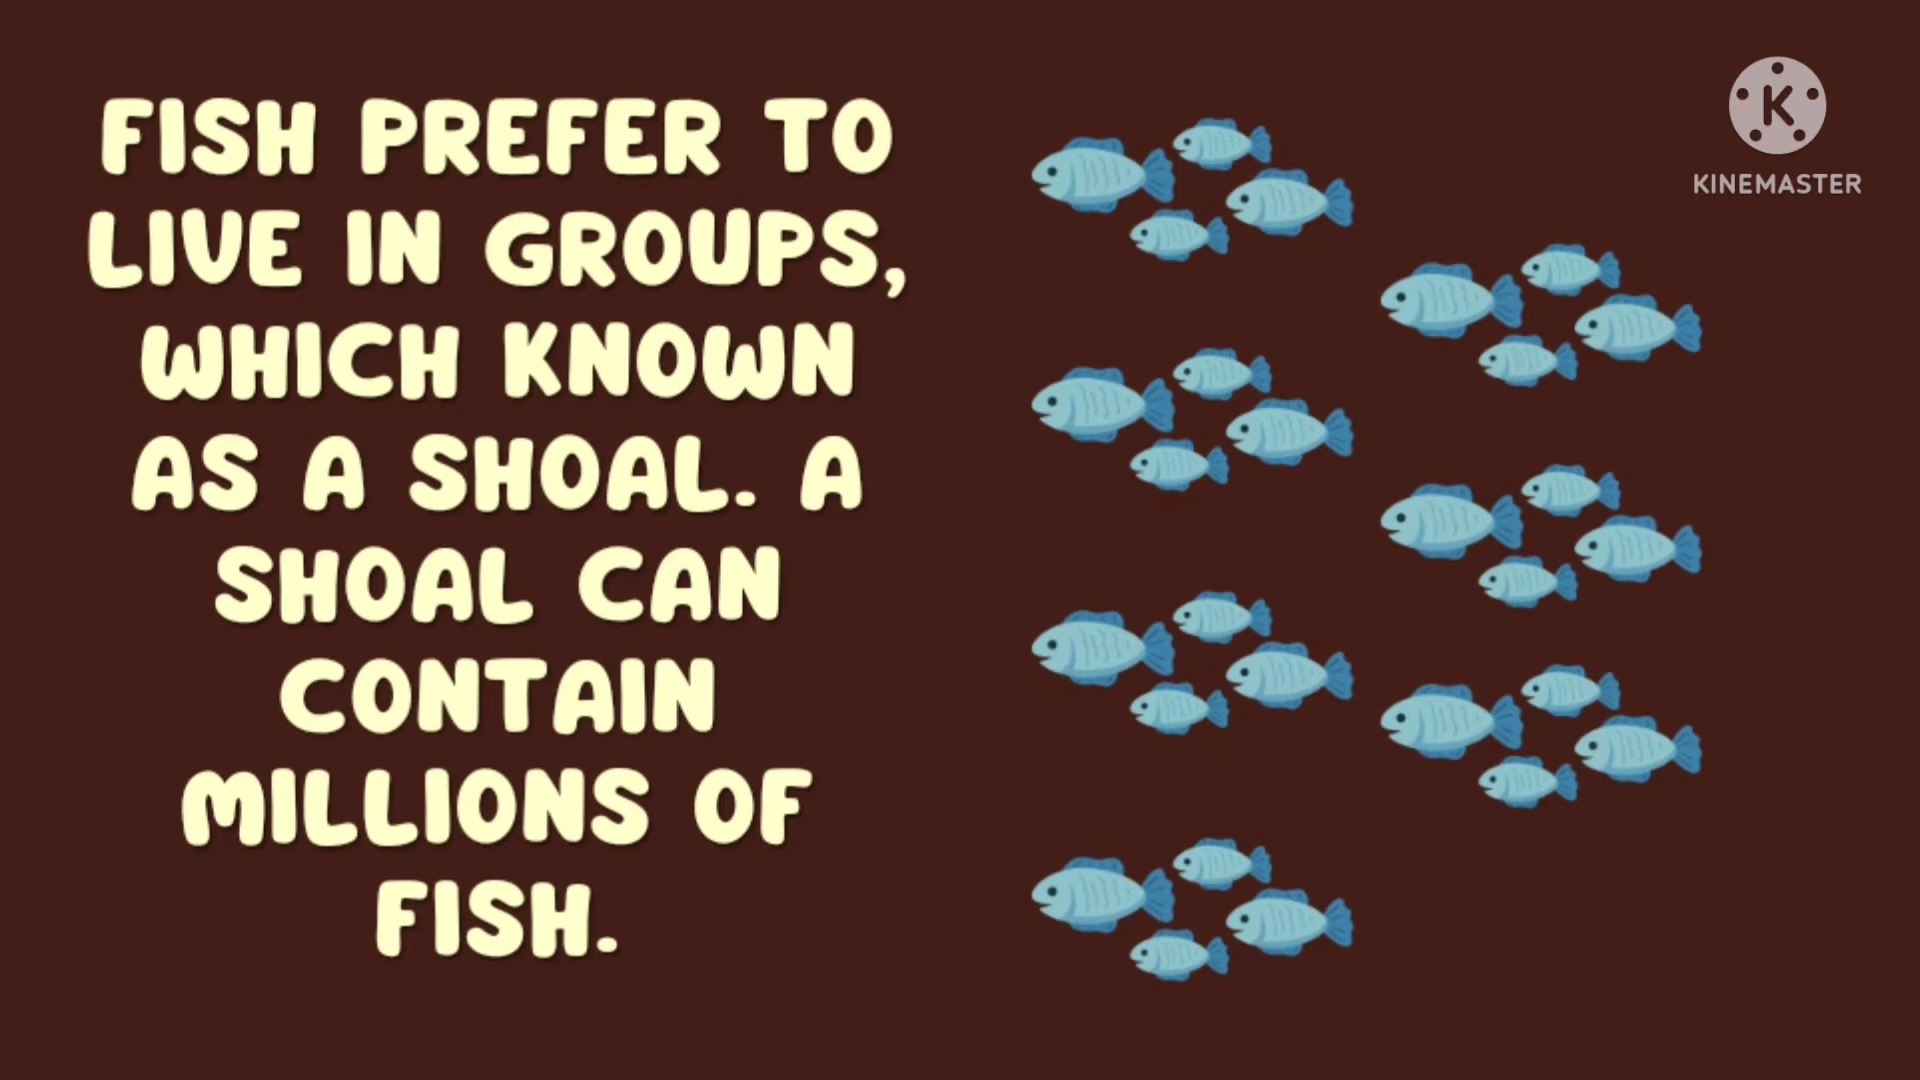 FISH PREFER TO
LIVE IN GROUPS,
WHICH KNOWN
AS A SHOAL. A
SHOAL CAN
CONTAIN
MILLIONS OF
FISH.
K
KINEMASTER